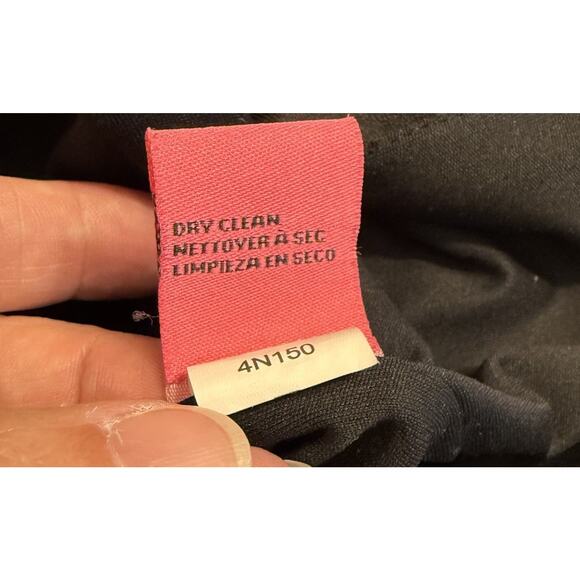 DRY CLEAN
NETTOYER À SEC
LIMPIEZA EN SECO
4N150